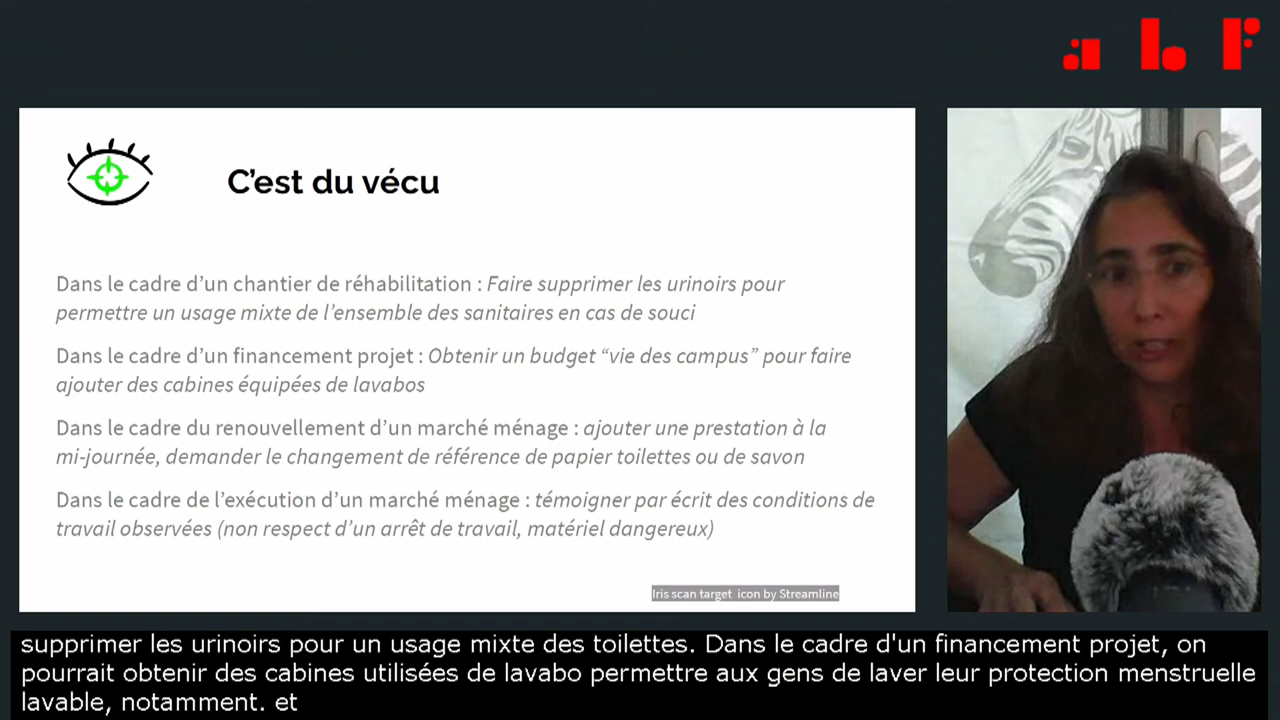 abf
C’est du vécu
Dans le cadre d’un chantier de réhabilitation : Faire supprimer les urinoirs pour
permettre un usage mixte de l’ensemble des sanitaires en cas de souci
Dans le cadre d’un financement projet : Obtenir un budget “vie des campus” pour faire
ajouter des cabines équipées de lavabos
Dans le cadre du renouvellement d’un marché ménage : ajouter une prestation à la
mi-journée, demander le changement de référence de papier toilettes ou de savon
Dans le cadre de l’exécution d’un marché ménage : témoigner par écrit des conditions de
travail observées (non respect d’un arrêt de travail, matériel dangereux)
Iris scan target icon by Streamline
supprimer les urinoirs pour un usage mixte des toilettes. Dans le cadre d'un financement projet, on
pourrait obtenir des cabines utilisées de lavabo permettre aux gens de laver leur protection menstruelle
lavable, notamment. et